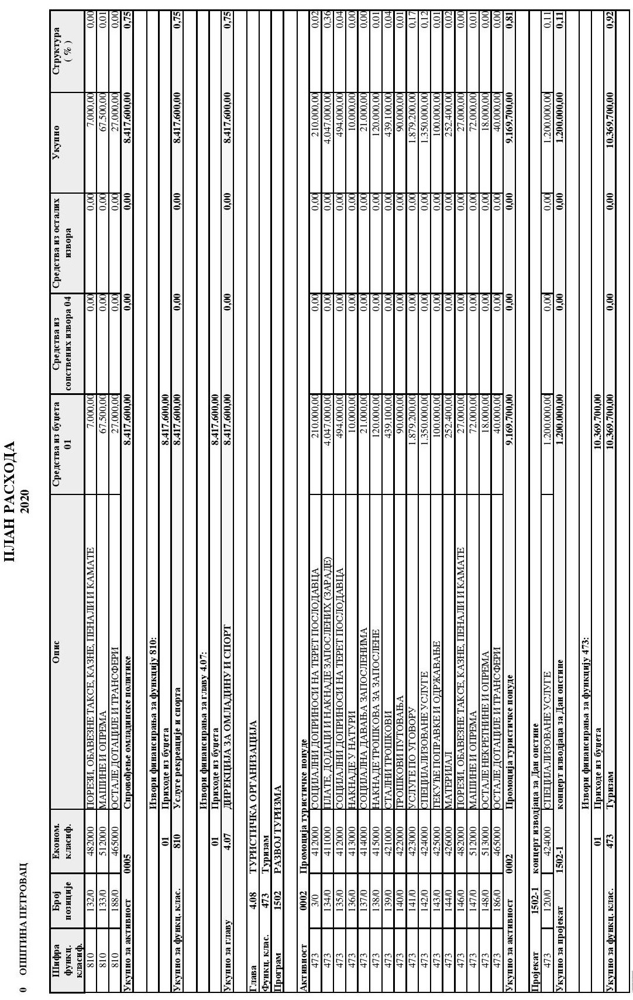 ПЛАН РАСХОДА
2020
0 ОПШТИНА ПЕТРОВАЦ
Шифра функц. класиф. Број позиције Економ. класиф. Опис Средства из буџета 01 Средства из сопствених извора 04 Средства из осталих извора Укупно Структура ( % )
810 132/0 482000 ПОРЕЗИ, ОБАВЕЗНЕ ТАКСЕ, КАЗНЕ, ПЕНАЛИ И КАМАТЕ 7.000,00 0,00 0,00 7.000,00 0,00
810 133/0 512000 МАШИНЕ И ОПРЕМА 67.500,00 0,00 0,00 67.500,00 0,01
810 188/0 465000 ОСТАЛЕ ДОТАЦИЈЕ И ТРАНСФЕРИ 27.000,00 0,00 0,00 27.000,00 0,00
Укупно за активност 0005 Спровођење омладинске политике 8.417.600,00 0,00 0,00 8.417.600,00 0,75
Извори финансирања за функцију 810:
01 Приходе из буџета 8.417.600,00
Укупно за функц. клас. 810 Услуге рекреације и спорта 8.417.600,00 0,00 0,00 8.417.600,00 0,75
Извори финансирања за главу 4.07:
01 Приходе из буџета 8.417.600,00
Укупно за главу 4.07 ДИРЕКЦИЈА ЗА ОМЛАДИНУ И СПОРТ 8.417.600,00 0,00 0,00 8.417.600,00 0,75
Глава 4.08 ТУРИСТИЧКА ОРГАНИЗАЦИЈА
Функц. клас. 473 Туризам
Програм 1502 РАЗВОЈ ТУРИЗМА
Активност 0002 Промоција туристичке понуде
473 3/0 412000 СОЦИЈАЛНИ ДОПРИНОСИ НА ТЕРЕТ ПОСЛОДАВЦА 210.000,00 0,00 0,00 210.000,00 0,02
473 134/0 411000 ПЛАТЕ, ДОДАЦИ И НАКНАДЕ ЗАПОСЛЕНИХ (ЗАРАДЕ) 4.047.000,00 0,00 0,00 4.047.000,00 0,36
473 135/0 412000 СОЦИЈАЛНИ ДОПРИНОСИ НА ТЕРЕТ ПОСЛОДАВЦА 494.000,00 0,00 0,00 494.000,00 0,04
473 136/0 413000 НАКНАДЕ У НАТУРИ 10.000,00 0,00 0,00 10.000,00 0,00
473 137/0 414000 СОЦИЈАЛНА ДАВАЊА ЗАПОСЛЕНИМА 21.000,00 0,00 0,00 21.000,00 0,00
473 138/0 415000 НАКНАДЕ ТРОШКОВА ЗА ЗАПОСЛЕНЕ 120.000,00 0,00 0,00 120.000,00 0,01
473 139/0 421000 СТАЛНИ ТРОШКОВИ 439.100,00 0,00 0,00 439.100,00 0,04
473 140/0 422000 ТРОШКОВИ ПУТОВАЊА 90.000,00 0,00 0,00 90.000,00 0,01
473 141/0 423000 УСЛУГЕ ПО УГОВОРУ 1.879.200,00 0,00 0,00 1.879.200,00 0,17
473 142/0 424000 СПЕЦИЈАЛИЗОВАНЕ УСЛУГЕ 1.350.000,00 0,00 0,00 1.350.000,00 0,12
473 143/0 425000 ТЕКУЋЕ ПОПРАВКЕ И ОДРЖАВАЊЕ 100.000,00 0,00 0,00 100.000,00 0,01
473 144/0 426000 МАТЕРИЈАЛ 252.400,00 0,00 0,00 252.400,00 0,02
473 146/0 482000 ПОРЕЗИ, ОБАВЕЗНЕ ТАКСЕ, КАЗНЕ, ПЕНАЛИ И КАМАТЕ 27.000,00 0,00 0,00 27.000,00 0,00
473 147/0 512000 МАШИНЕ И ОПРЕМА 72.000,00 0,00 0,00 72.000,00 0,01
473 148/0 513000 ОСТАЛЕ НЕКРЕТНИНЕ И ОПРЕМА 18.000,00 0,00 0,00 18.000,00 0,00
473 186/0 465000 ОСТАЛЕ ДОТАЦИЈЕ И ТРАНСФЕРИ 40.000,00 0,00 0,00 40.000,00 0,00
Укупно за активност 0002 Промоција туристичке понуде 9.169.700,00 0,00 0,00 9.169.700,00 0,81
Пројекат 1502-1 концерт изводјаца за Дан опстине
473 120/0 424000 СПЕЦИЈАЛИЗОВАНЕ УСЛУГЕ 1.200.000,00 0,00 0,00 1.200.000,00 0,11
Укупно за пројекат 1502-1 концерт изводјаца за Дан опстине 1.200.000,00 0,00 0,00 1.200.000,00 0,11
Извори финансирања за функцију 473:
01 Приходе из буџета 10.369.700,00
Укупно за функц. клас. 473 Туризам 10.369.700,00 0,00 0,00 10.369.700,00 0,92